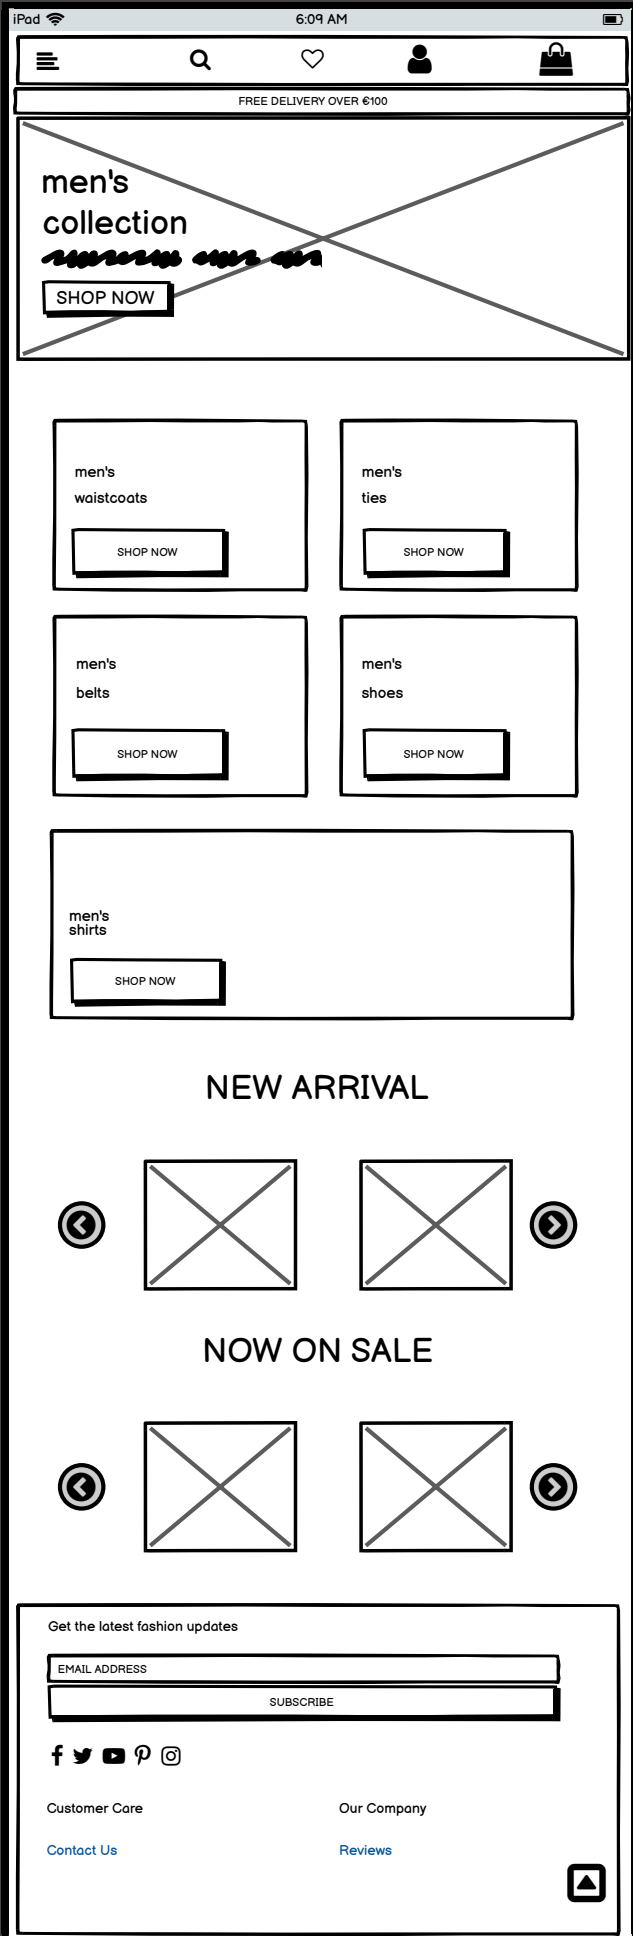 iPad 6:09 AM
FREE DELIVERY OVER €100
men's
collection
SHOP NOW
men's
waistcoats
SHOP NOW
men's
ties
SHOP NOW
men's
belts
SHOP NOW
men's
shoes
SHOP NOW
men's
shirts
SHOP NOW
NEW ARRIVAL
NOW ON SALE
Get the latest fashion updates
EMAIL ADDRESS
SUBSCRIBE
Customer Care
Contact Us
Our Company
Reviews